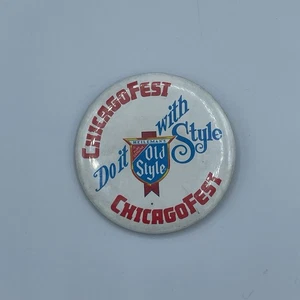 CHICAGOFEST
Do it with Style
HEILEMAN'S
Old
Style
CHICAGOFEST